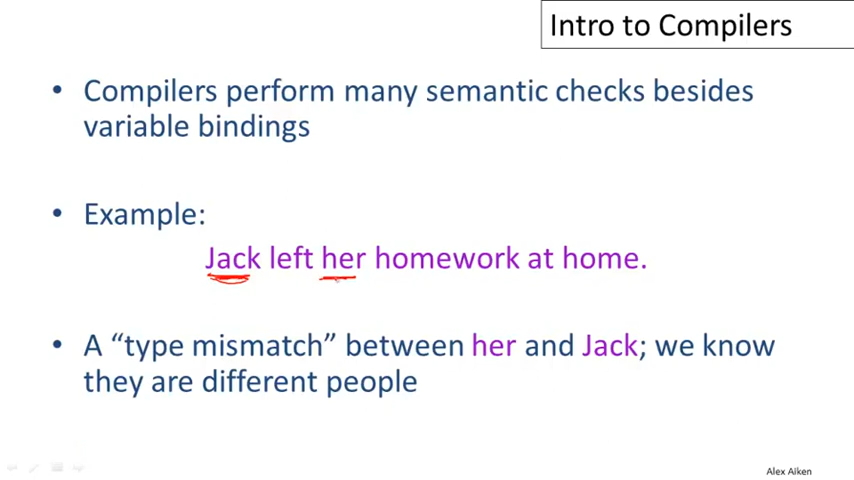 Intro to Compilers
• Compilers perform many semantic checks besides
variable bindings
• Example:
Jack left her homework at home.
• A “type mismatch” between her and Jack; we know
they are different people
Alex Aiken